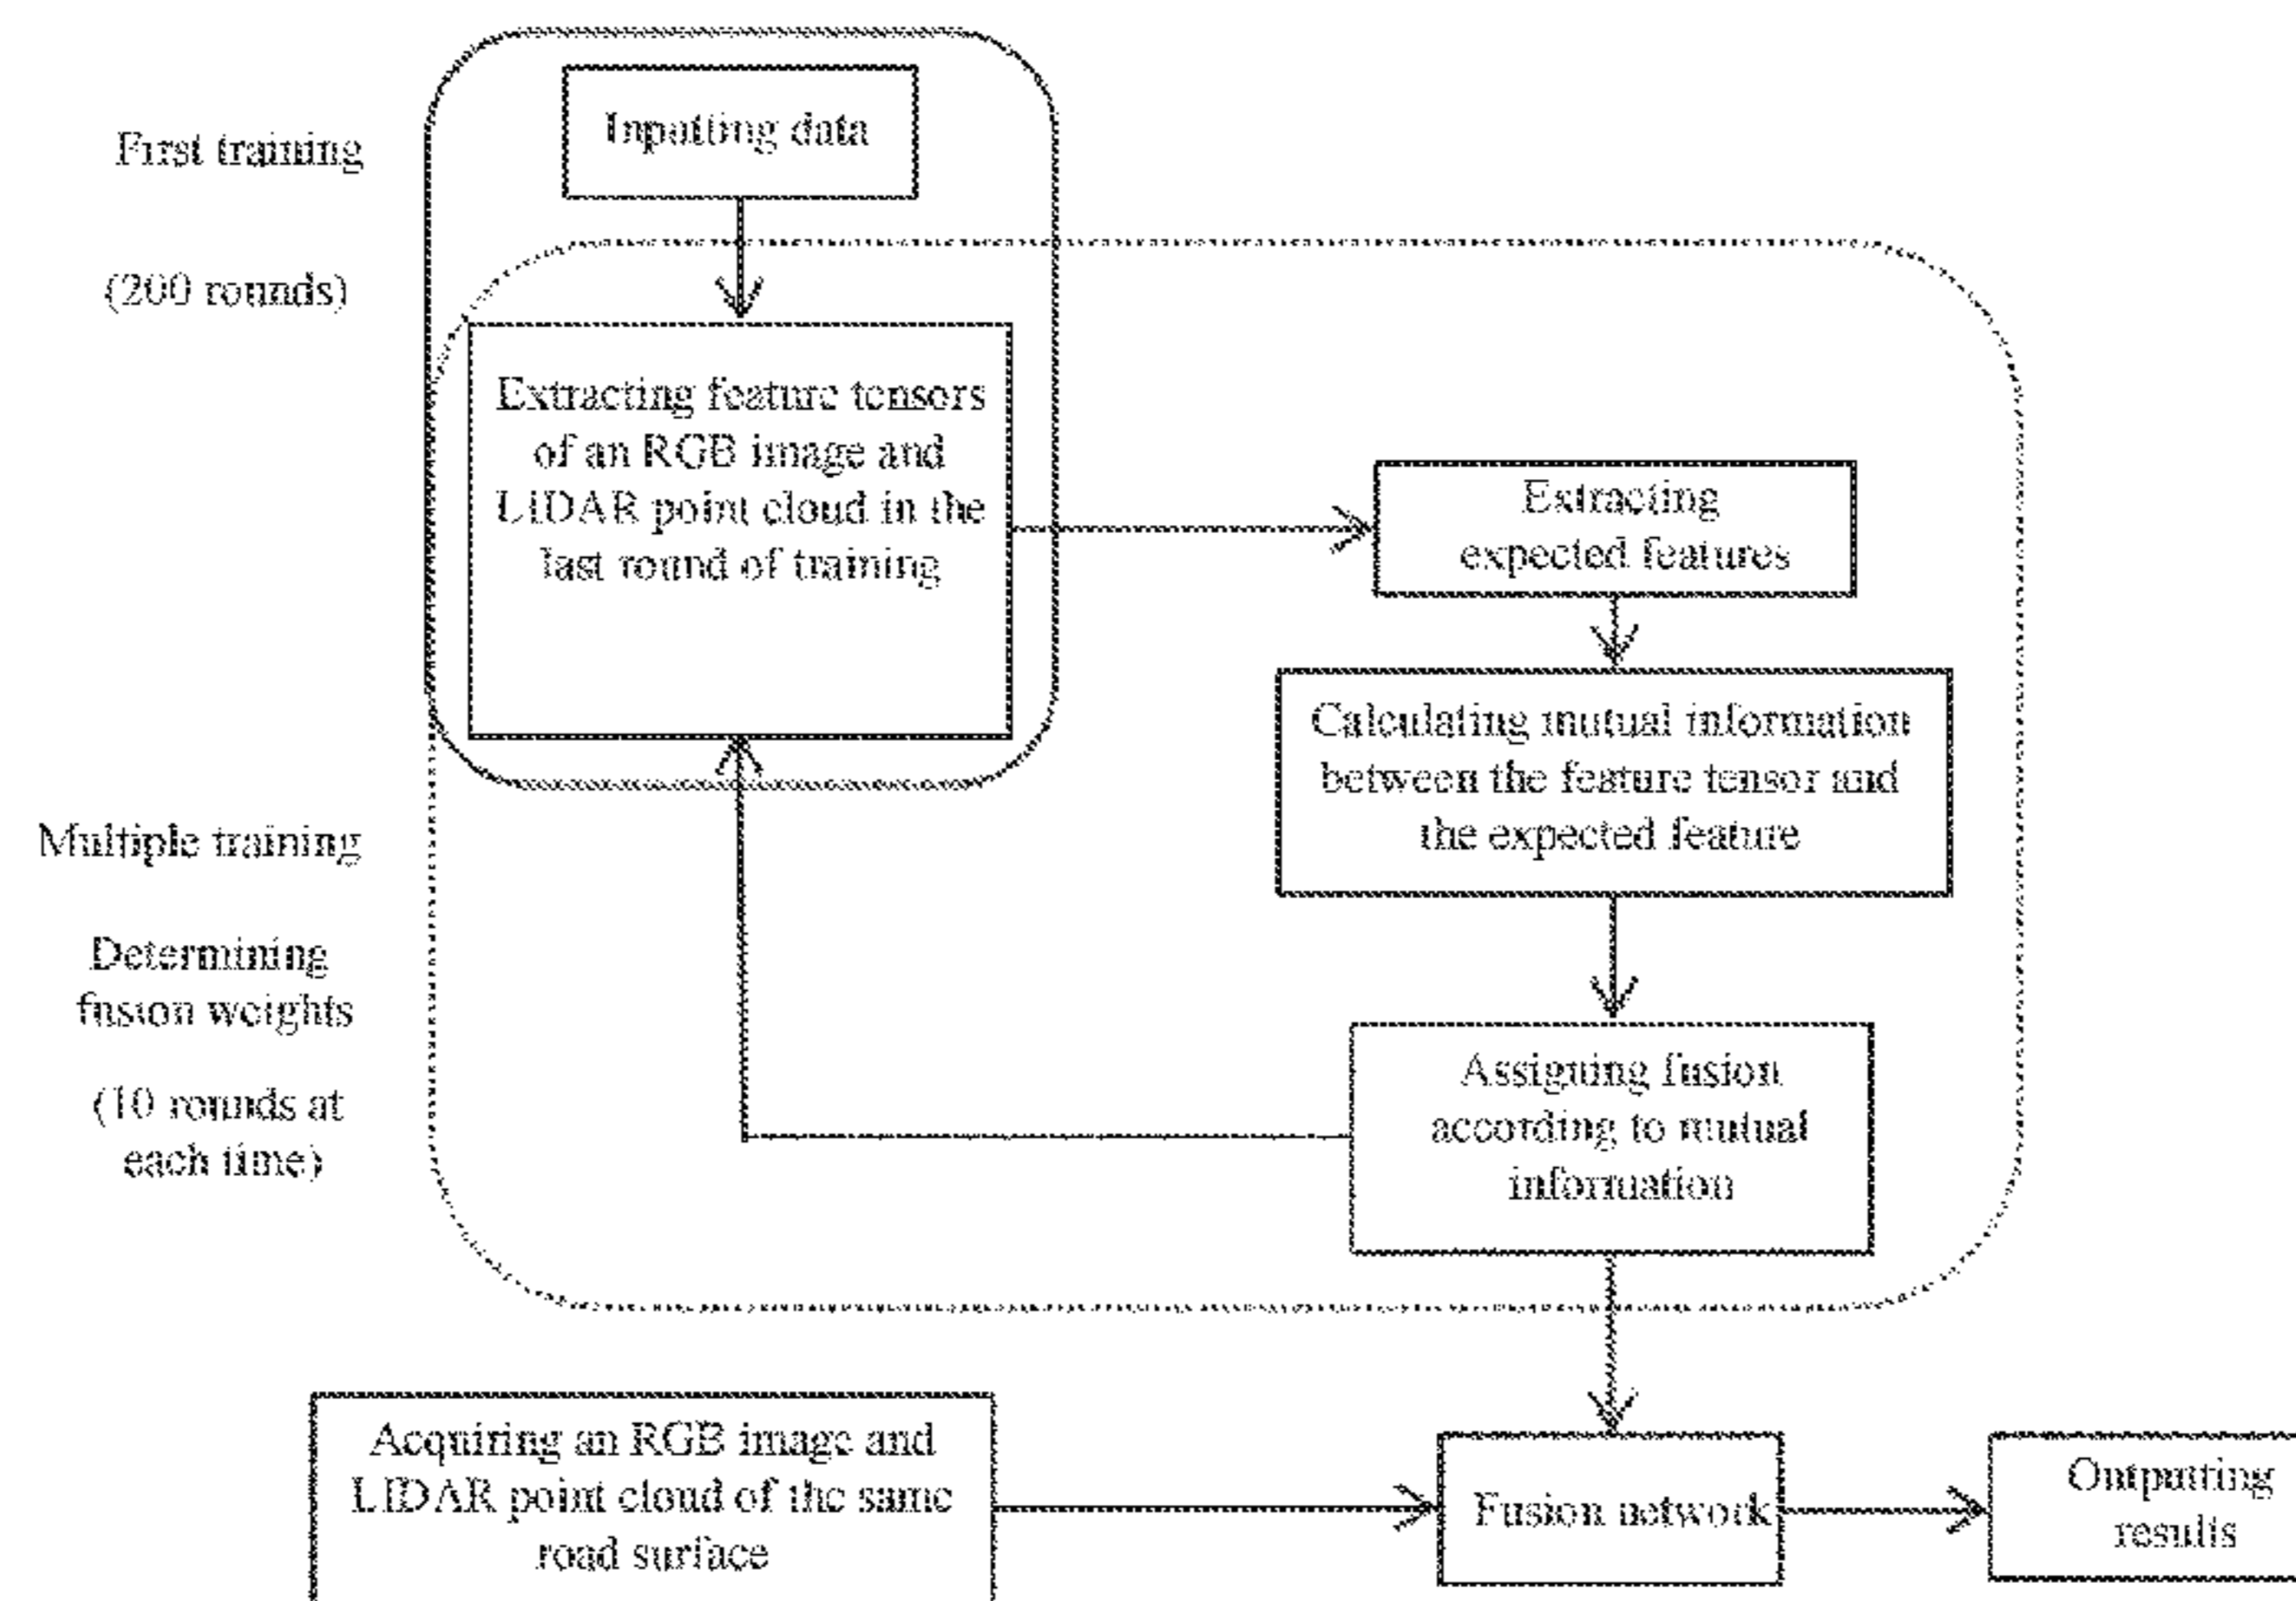 First training
(200 rounds)
Inputting data
Extracting feature tensors
of an RGB image and
LiDAR point cloud in the
last round of training
Extracting
expected features
Calculating mutual information
between the feature tensor and
the expected feature
Multiple training
Determining
fusion weights
(10 rounds at
each time)
Assigning fusion
according to mutual
information
Acquiring an RGB image and
LIDAR point cloud of the same
road surface
Fusion network
Outputting
results